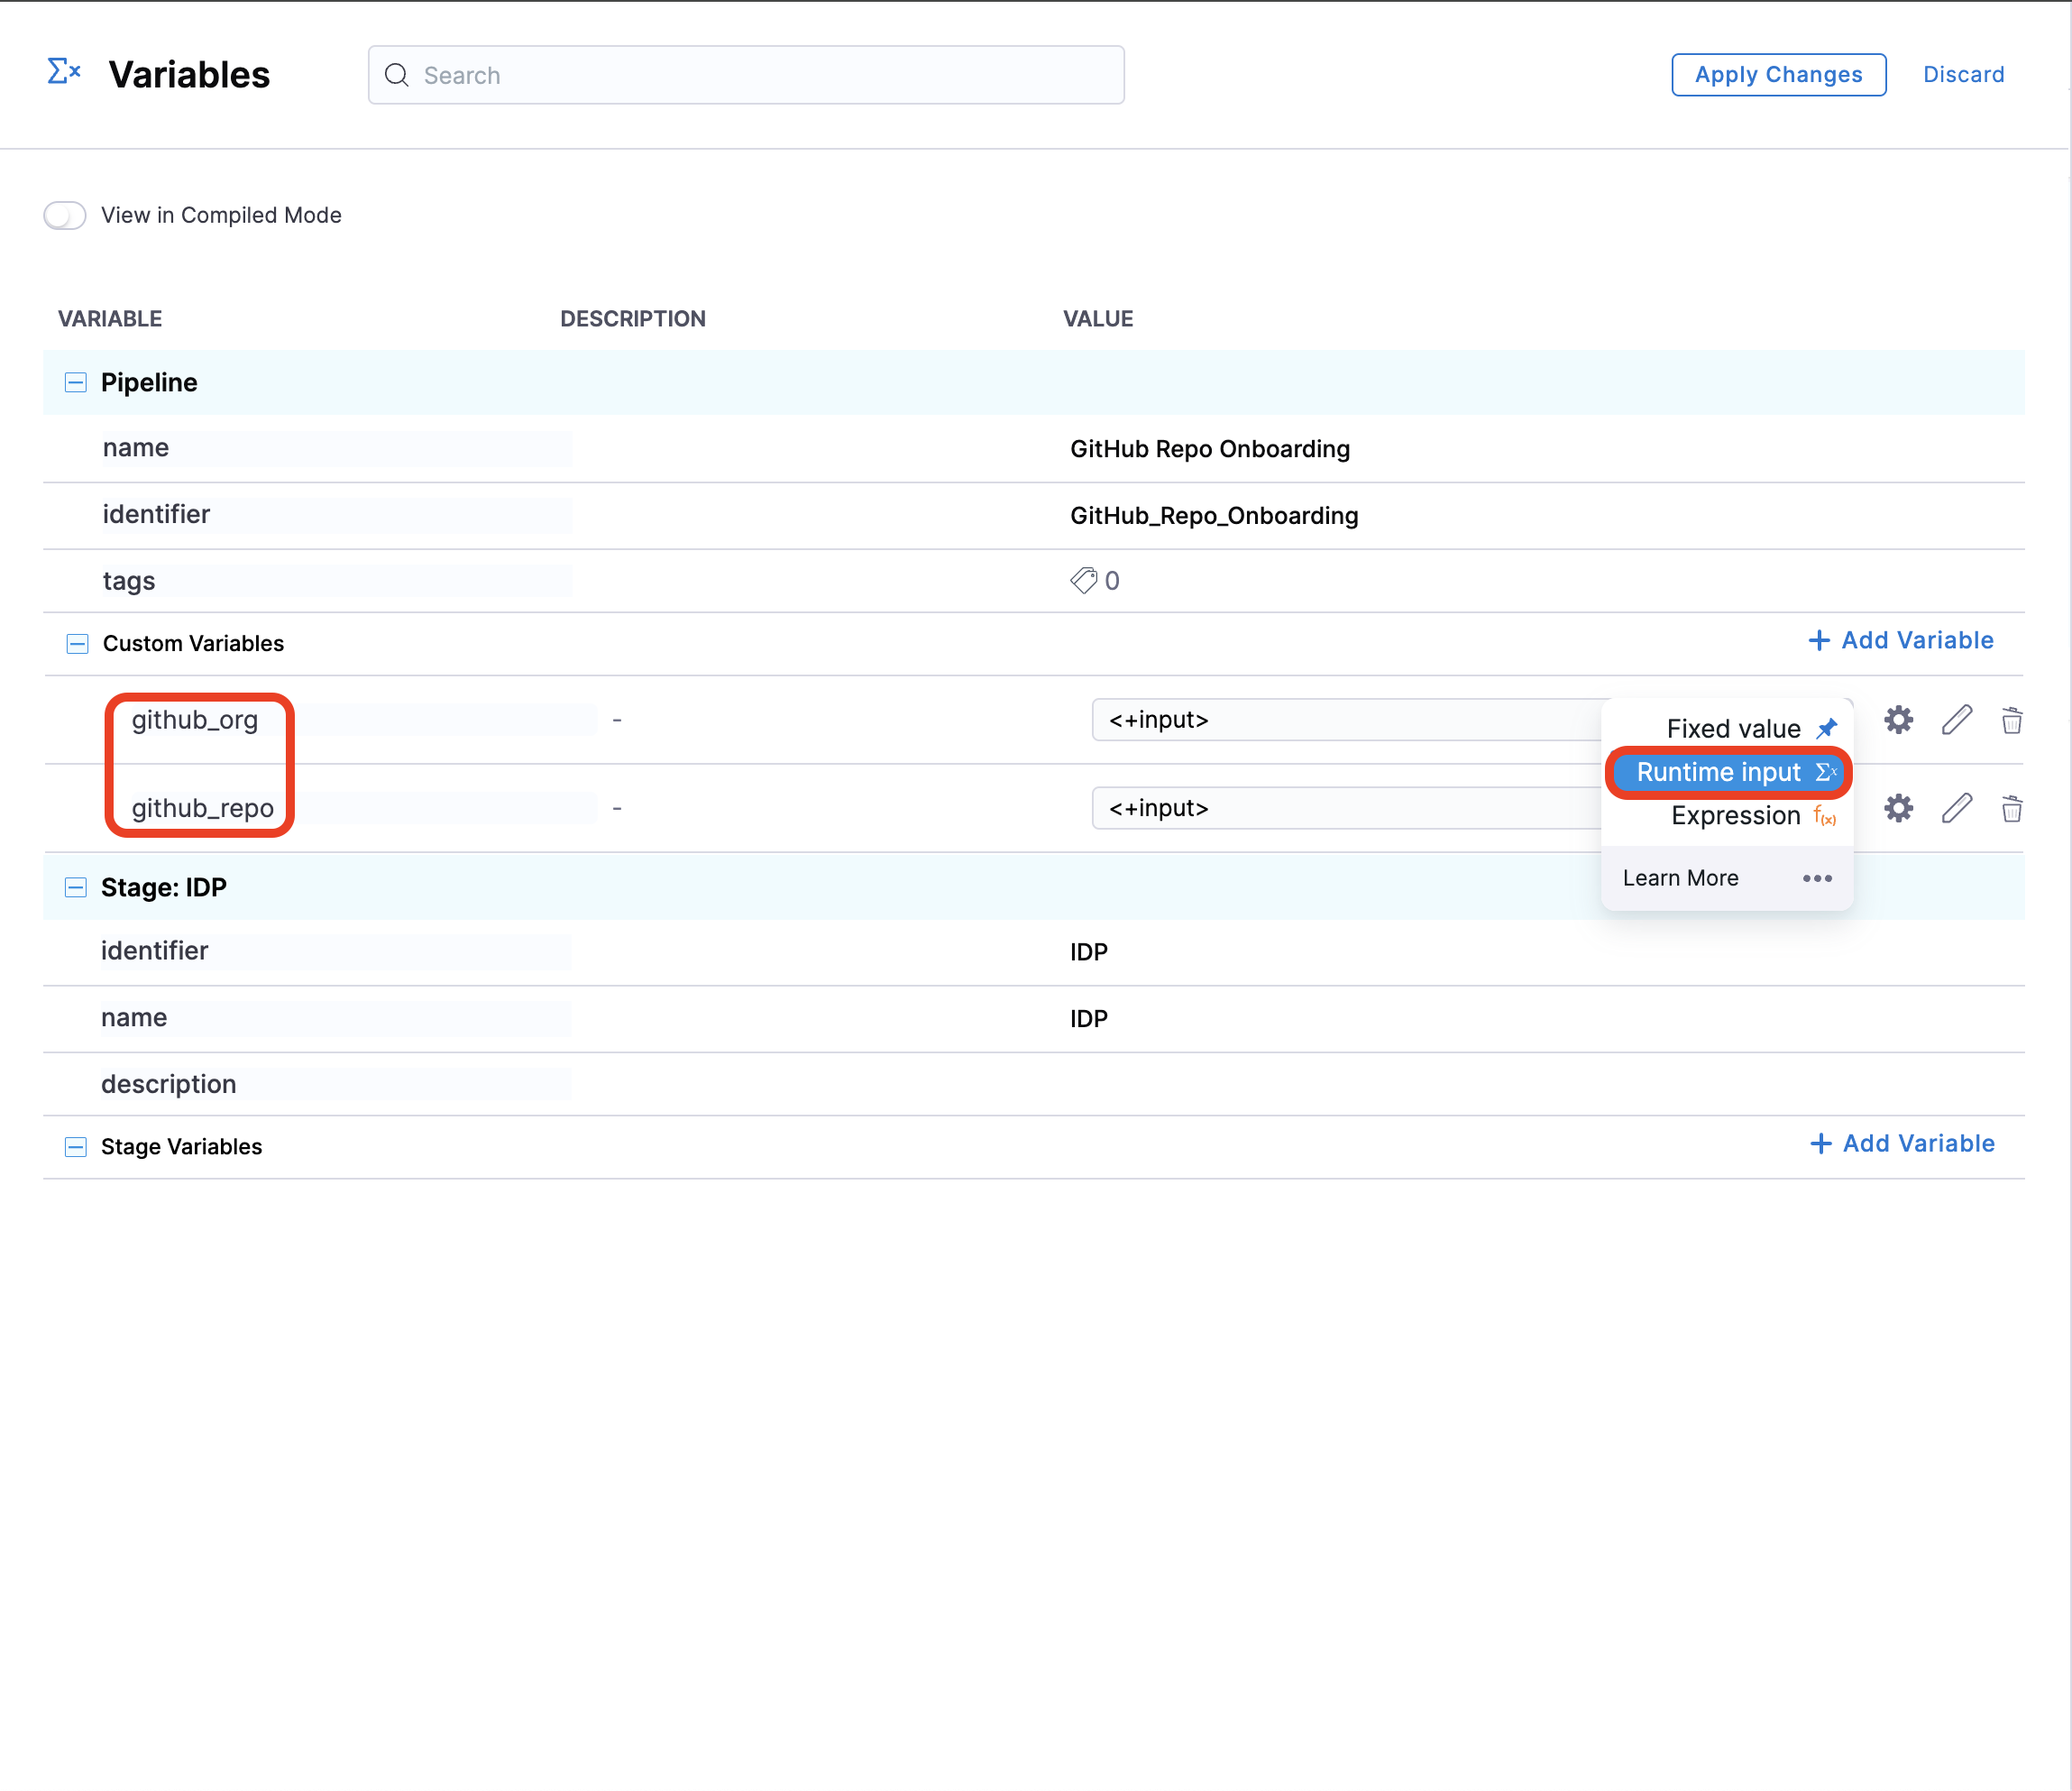 Variables
Search
Apply Changes
Discard
View in Compiled Mode
VARIABLE DESCRIPTION VALUE
Pipeline
name GitHub Repo Onboarding
identifier GitHub_Repo_Onboarding
tags 0
Custom Variables + Add Variable
github_org - <+input>
Fixed value
Runtime input
github_repo - <+input>
Expression f(x)
Learn More
Stage: IDP
identifier IDP
name IDP
description
Stage Variables + Add Variable